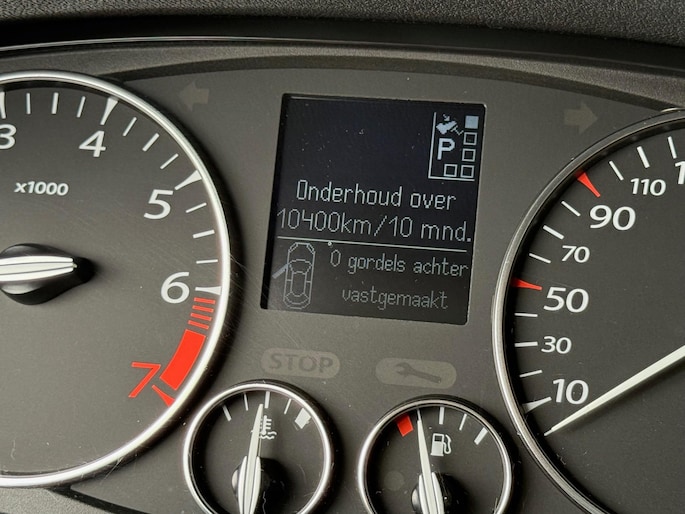 3
4
5
6
7
x1000
P
Onderhoud over
10400km/10 mnd.
0 gordels achter
vastgemaakt
STOP
10
30
50
70
90
110